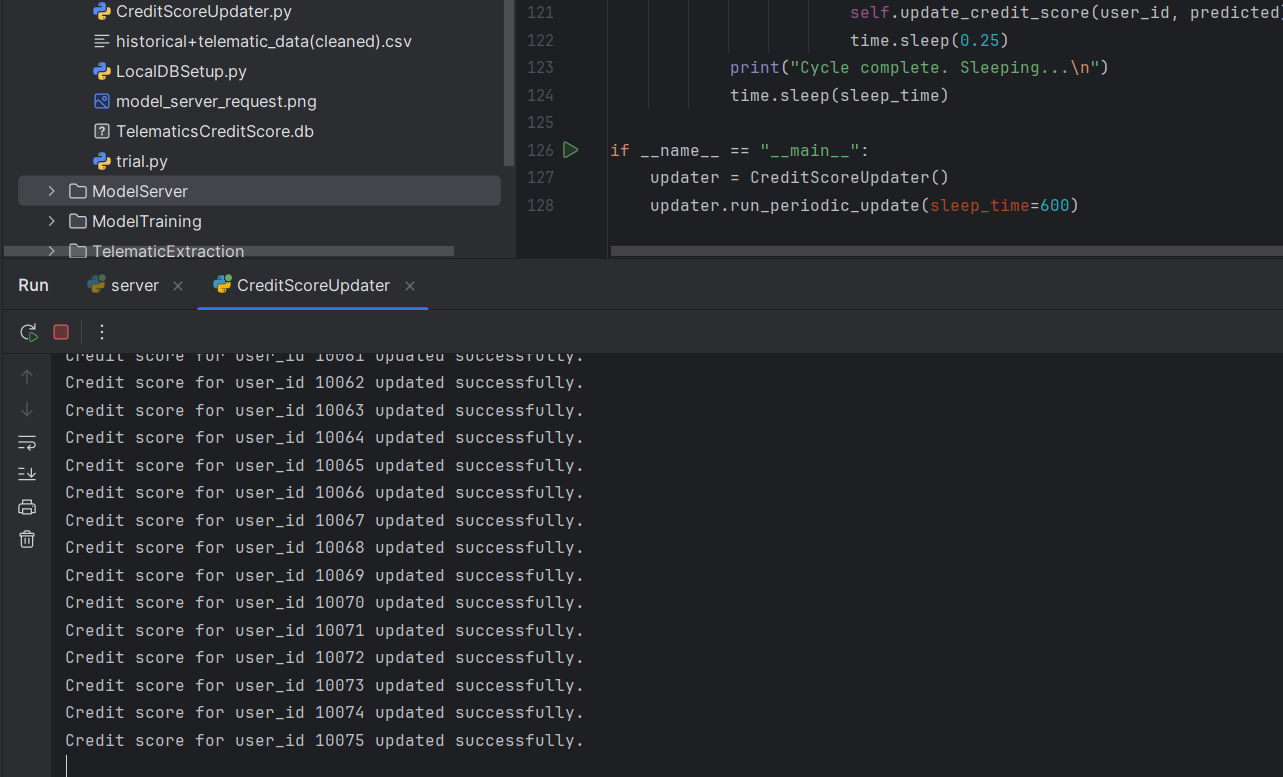 CreditScoreUpdater.py
historical+telematic_data(cleaned).csv
LocalDBSetup.py
model_server_request.png
TelematicsCreditScore.db
trial.py
ModelServer
ModelTraining
TelematicExtraction
121 self.update_credit_score(user_id, predicted
122 time.sleep(0.25)
123 print("Cycle complete. Sleeping...\n")
124 time.sleep(sleep_time)
125
126 if __name__ == "__main__":
127 updater = CreditScoreUpdater()
128 updater.run_periodic_update(sleep_time=600)
Run server CreditScoreUpdater
Credit score for user_id 10061 updated successfully.
Credit score for user_id 10062 updated successfully.
Credit score for user_id 10063 updated successfully.
Credit score for user_id 10064 updated successfully.
Credit score for user_id 10065 updated successfully.
Credit score for user_id 10066 updated successfully.
Credit score for user_id 10067 updated successfully.
Credit score for user_id 10068 updated successfully.
Credit score for user_id 10069 updated successfully.
Credit score for user_id 10070 updated successfully.
Credit score for user_id 10071 updated successfully.
Credit score for user_id 10072 updated successfully.
Credit score for user_id 10073 updated successfully.
Credit score for user_id 10074 updated successfully.
Credit score for user_id 10075 updated successfully.